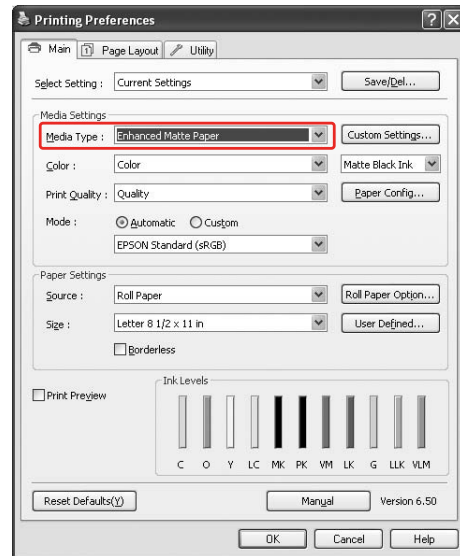 Printing Preferences
Main Page Layout Utility
Select Setting : Current Settings Save/Del...
Media Settings
Media Type : Enhanced Matte Paper Custom Settings...
Color : Color Matte Black Ink
Print Quality : Quality Paper Config...
Mode : Automatic Custom
EPSON Standard (sRGB)
Paper Settings
Source : Roll Paper Roll Paper Option...
Size : Letter 8 1/2 x 11 in User Defined...
Borderless
Print Preview
Ink Levels
C O Y LC MK PK VM LK G LLK VLM
Reset Defaults(Y) Manual Version 6.50
OK Cancel Help